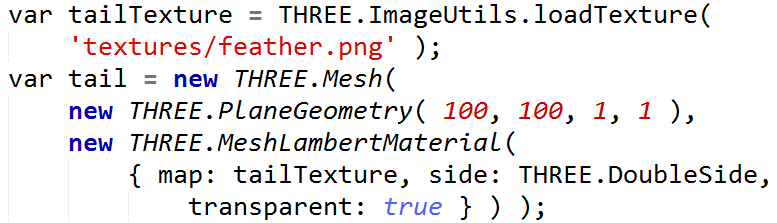 var tailTexture = THREE.ImageUtils.loadTexture(
'textures/feather.png' );
var tail = new THREE.Mesh(
new THREE.PlaneGeometry( 100, 100, 1, 1 ),
new THREE.MeshLambertMaterial(
{ map: tailTexture, side: THREE.DoubleSide,
transparent: true } ) );